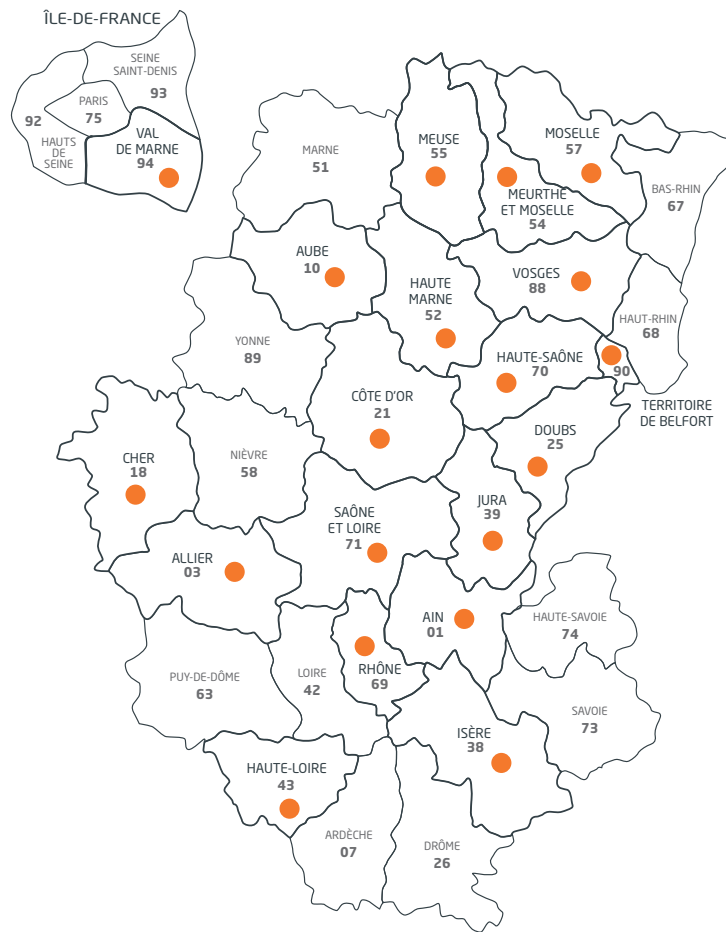 ÎLE-DE-FRANCE
SEINE
SAINT-DENIS
93
PARIS
75
92
HAUTS
DE
SEINE
VAL
DE MARNE
94
MARNE
51
MEUSE
55
MOSELLE
57
MEURTHE
ET MOSELLE
54
BAS-RHIN
67
AUBE
10
HAUTE
MARNE
52
VOSGES
88
HAUT-RHIN
68
YONNE
89
HAUTE-SAÔNE
70
90
TERRITOIRE
DE BELFORT
CÔTE D'OR
21
DOUBS
25
CHER
18
NIÈVRE
58
SAÔNE
ET LOIRE
71
JURA
39
ALLIER
03
AIN
01
HAUTE-SAVOIE
74
PUY-DE-DÔME
63
LOIRE
42
RHÔNE
69
SAVOIE
73
ISÈRE
38
HAUTE-LOIRE
43
ARDÈCHE
07
DRÔME
26